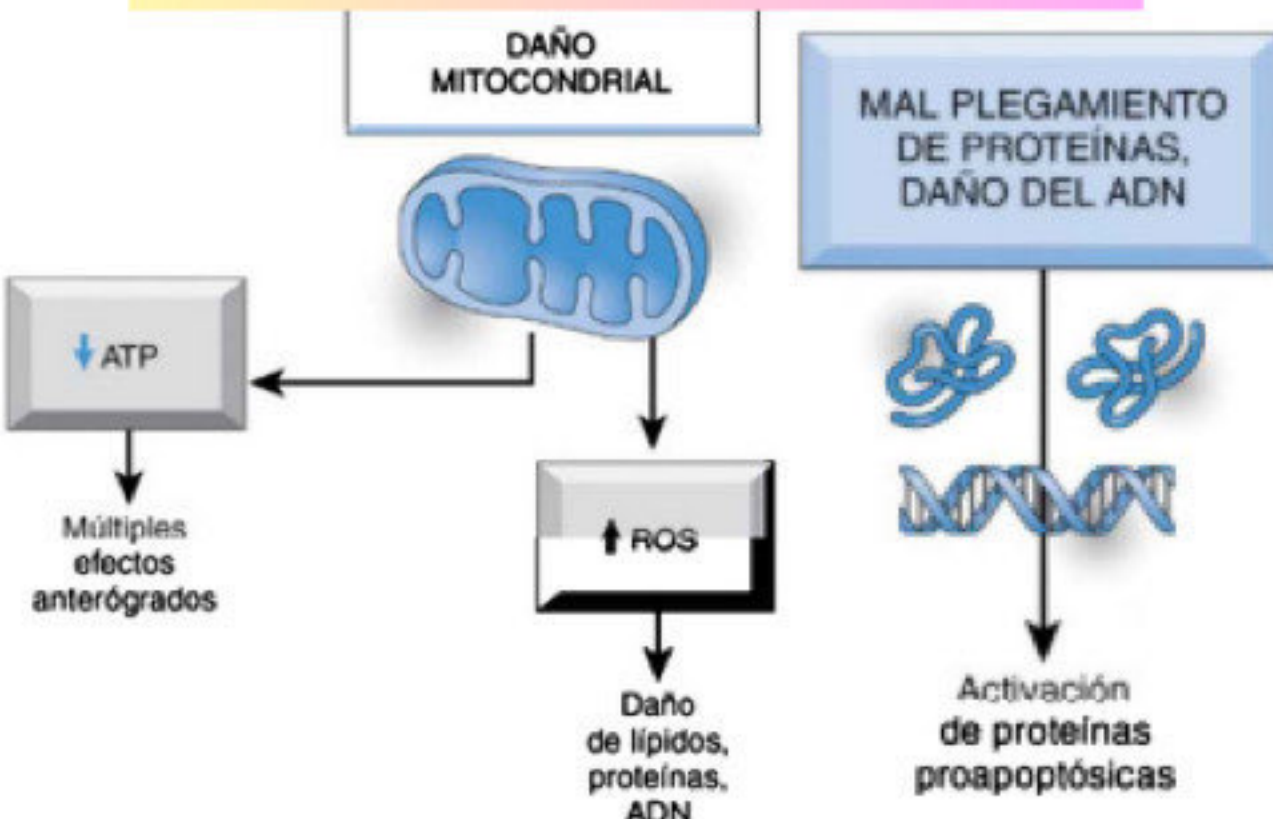 DAÑO
MITOCONDRIAL
MAL PLEGAMIENTO
DE PROTEÍNAS,
DAÑO DEL ADN
ATP
Múltiples
efectos
anterógrados
ROS
Daño
de lípidos,
proteínas,
ADN
Activación
de proteínas
proapoptósicas